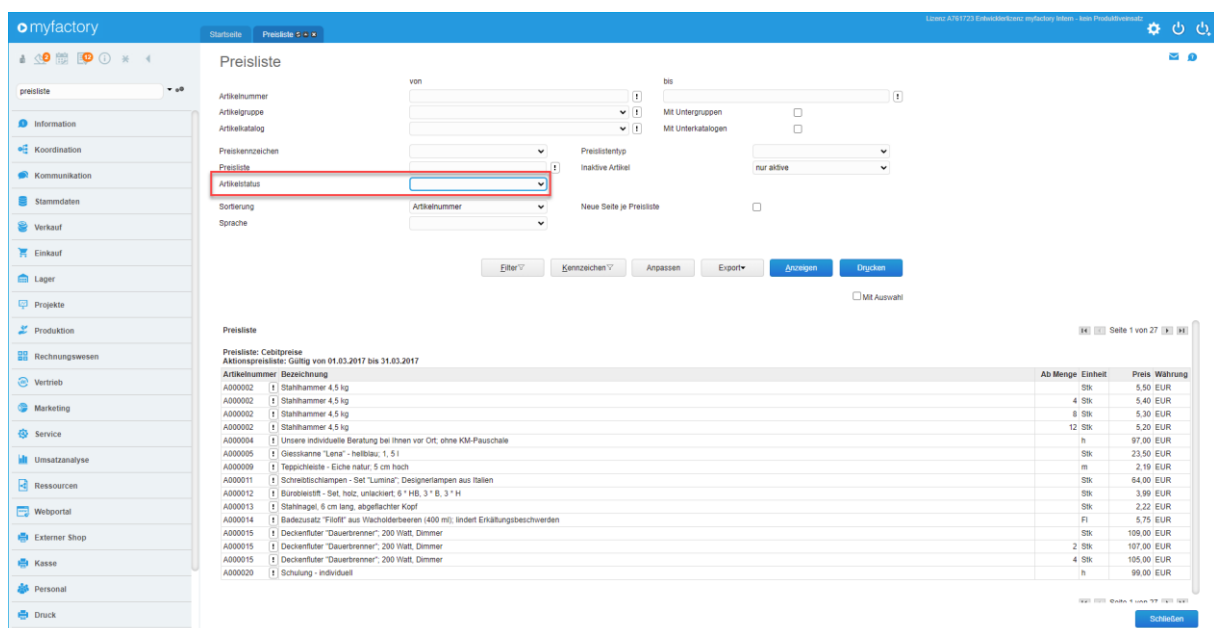 Lizenz A761723 Entwicklerlizenz myfactory Intern - kein Produktiveinsatz
myfactory
Startseite Preisliste
2 12
preisliste
Information
Koordination
Kommunikation
Stammdaten
Verkauf
Einkauf
Lager
Projekte
Produktion
Rechnungswesen
Vertrieb
Marketing
Service
Umsatzanalyse
Ressourcen
Webportal
Externer Shop
Kasse
Personal
Druck
Preisliste
von bis
Artikelnummer
Artikelgruppe Mit Untergruppen
Artikelkatalog Mit Unterkatalogen
Preiskennzeichen Preislistentyp
Preisliste Inaktive Artikel nur aktive
Artikelstatus
Sortierung Artikelnummer Neue Seite je Preisliste
Sprache
Filter Kennzeichen Anpassen Export Anzeigen Drucken
Mit Auswahl
Preisliste Seite 1 von 27
Preisliste: Cebitpreise
Aktionspreisliste: Gültig von 01.03.2017 bis 31.03.2017
Artikelnummer Bezeichnung Ab Menge Einheit Preis Währung
A000002 Stahlhammer 4,5 kg Stk 5,50 EUR
A000002 Stahlhammer 4,5 kg 4 Stk 5,40 EUR
A000002 Stahlhammer 4,5 kg 8 Stk 5,30 EUR
A000002 Stahlhammer 4,5 kg 12 Stk 5,20 EUR
A000004 Unsere individuelle Beratung bei Ihnen vor Ort; ohne KM-Pauschale h 97,00 EUR
A000005 Giesskanne "Lena" - hellblau; 1, 5 l Stk 23,50 EUR
A000009 Teppichleiste - Eiche natur; 5 cm hoch m 2,19 EUR
A000011 Schreibtischlampen - Set "Lumina"; Designerlampen aus Italien Stk 64,00 EUR
A000012 Bürobleistift - Set, holz, unlackiert; 6 * HB, 3 * B, 3 * H Stk 3,99 EUR
A000013 Stahlnagel, 6 cm lang, abgeflachter Kopf Stk 2,22 EUR
A000014 Badezusatz "Filofit" aus Wacholderbeeren (400 ml); lindert Erkältungsbeschwerden Fl 5,75 EUR
A000015 Deckenfluter "Dauerbrenner"; 200 Watt, Dimmer Stk 109,00 EUR
A000015 Deckenfluter "Dauerbrenner"; 200 Watt, Dimmer 2 Stk 107,00 EUR
A000015 Deckenfluter "Dauerbrenner"; 200 Watt, Dimmer 4 Stk 105,00 EUR
A000020 Schulung - individuell h 99,00 EUR
Seite 1 von 27
Schließen